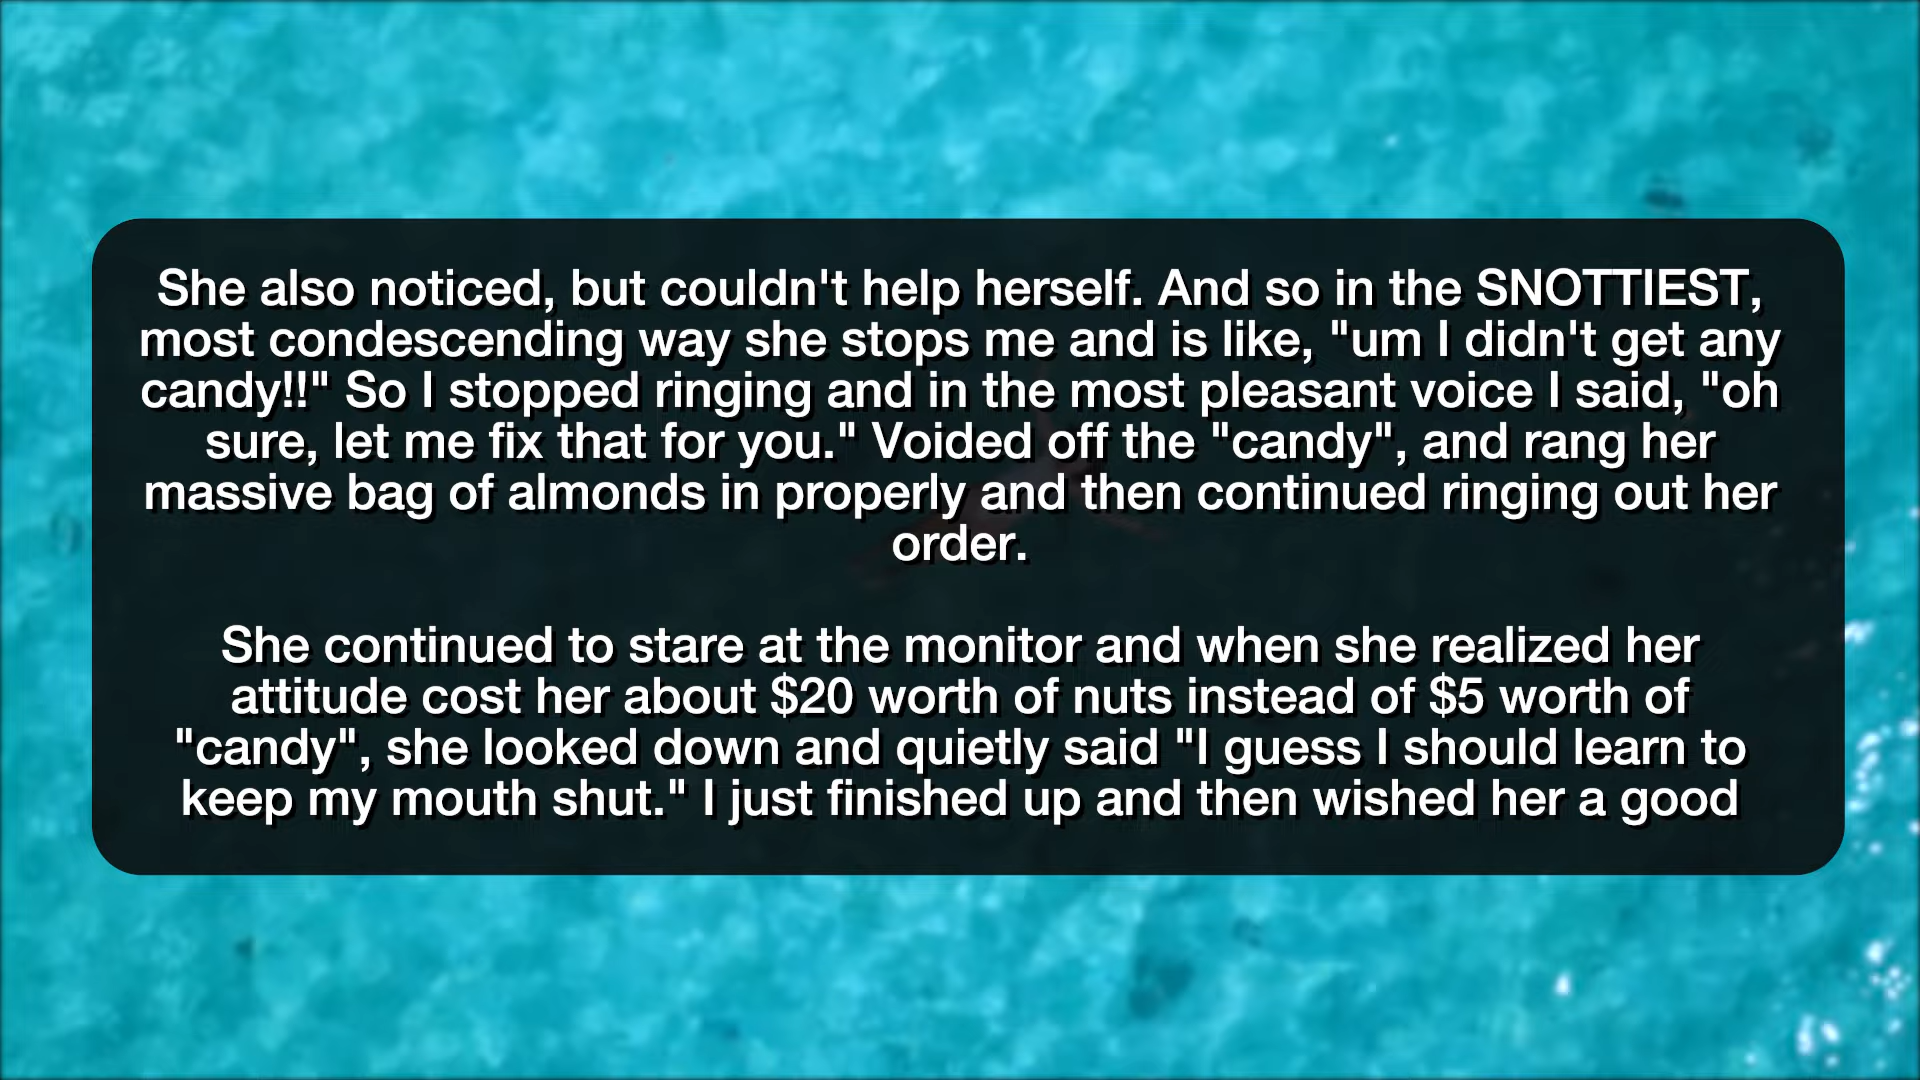 She also noticed, but couldn't help herself. And so in the SNOTTIEST,
most condescending way she stops me and is like, "um I didn't get any
candy!!" So I stopped ringing and in the most pleasant voice I said, "oh
sure, let me fix that for you." Voided off the "candy", and rang her
massive bag of almonds in properly and then continued ringing out her
order.
She continued to stare at the monitor and when she realized her
attitude cost her about $20 worth of nuts instead of $5 worth of
"candy", she looked down and quietly said "I guess I should learn to
keep my mouth shut." I just finished up and then wished her a good